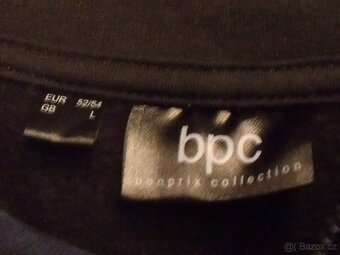 EUR 52/54
GB L
bpc
bonprix collection
Bazos.cz